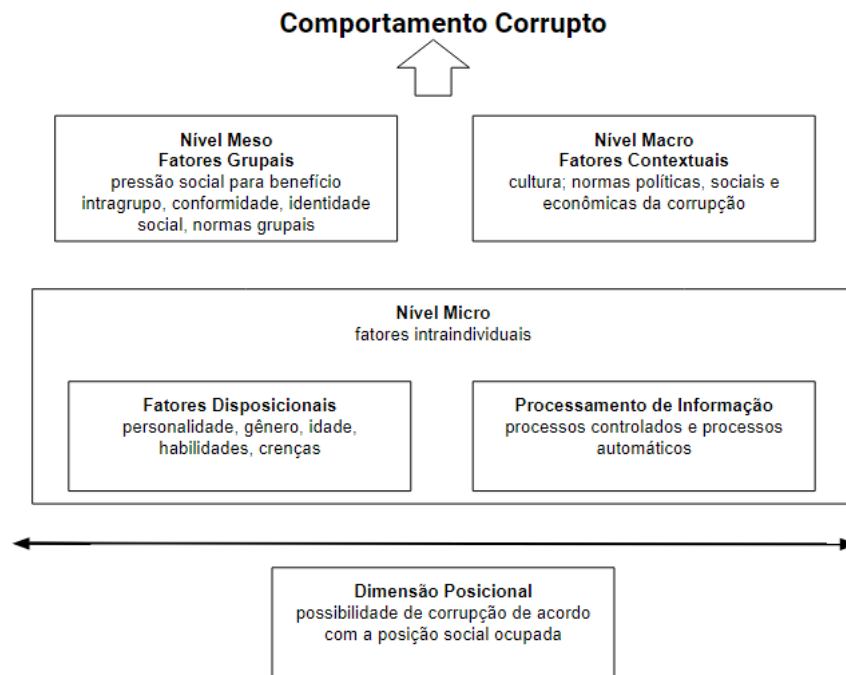 Comportamento Corrupto
Nível Meso
Fatores Grupais
pressão social para benefício
intragrupo, conformidade, identidade
social, normas grupais
Nível Macro
Fatores Contextuais
cultura; normas políticas, sociais e
econômicas da corrupção
Nível Micro
fatores intraindividuais
Fatores Disposicionais
personalidade, gênero, idade,
habilidades, crenças
Processamento de Informação
processos controlados e processos
automáticos
Dimensão Posicional
possibilidade de corrupção de acordo
com a posição social ocupada